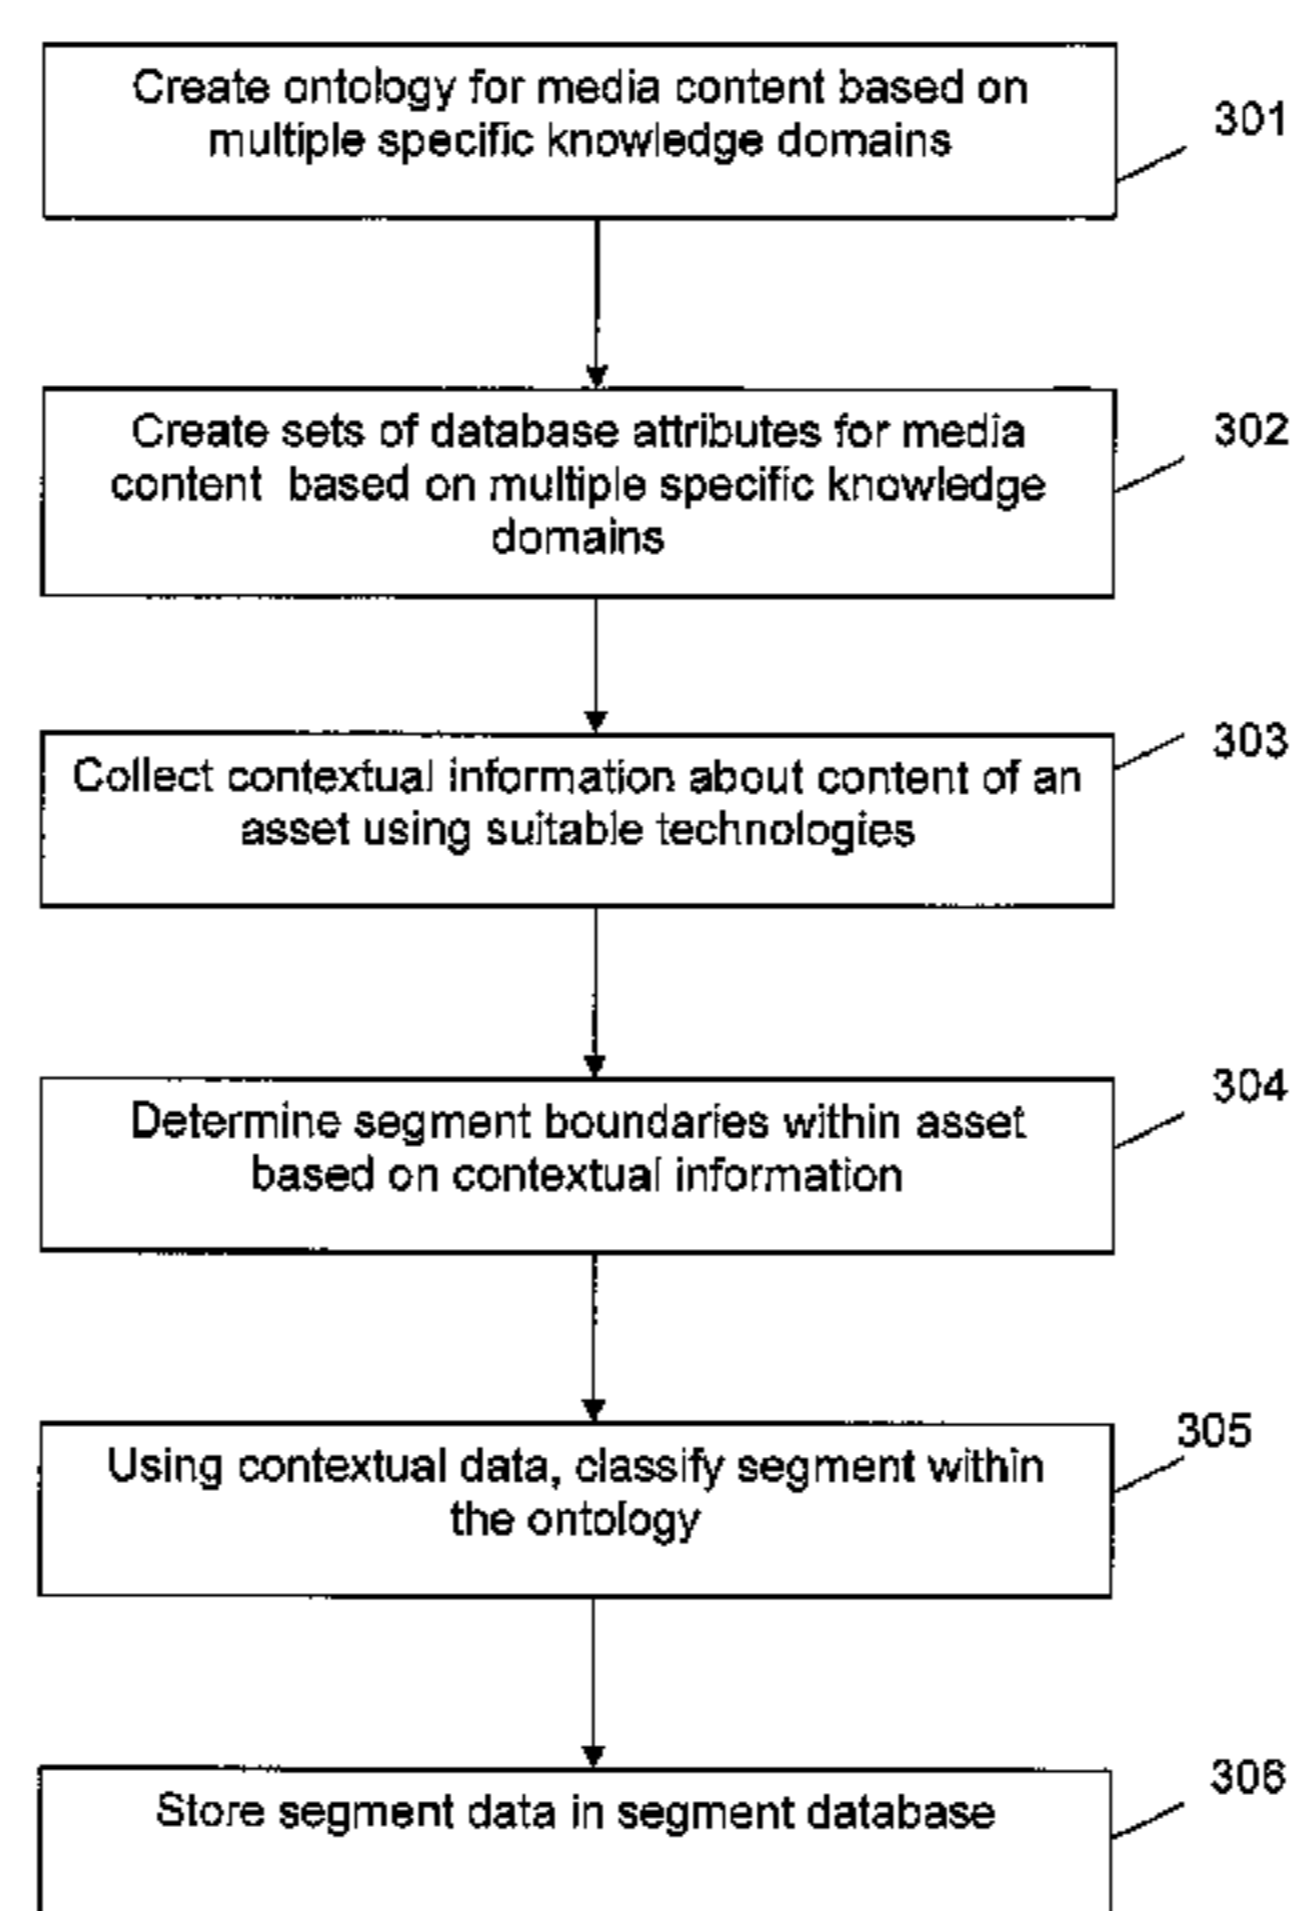 Create ontology for media content based on
multiple specific knowledge domains
301
Create sets of database attributes for media
content based on multiple specific knowledge
domains
302
Collect contextual information about content of an
asset using suitable technologies
303
Determine segment boundaries within asset
based on contextual information
304
Using contextual data, classify segment within
the ontology
305
Store segment data in segment database
306